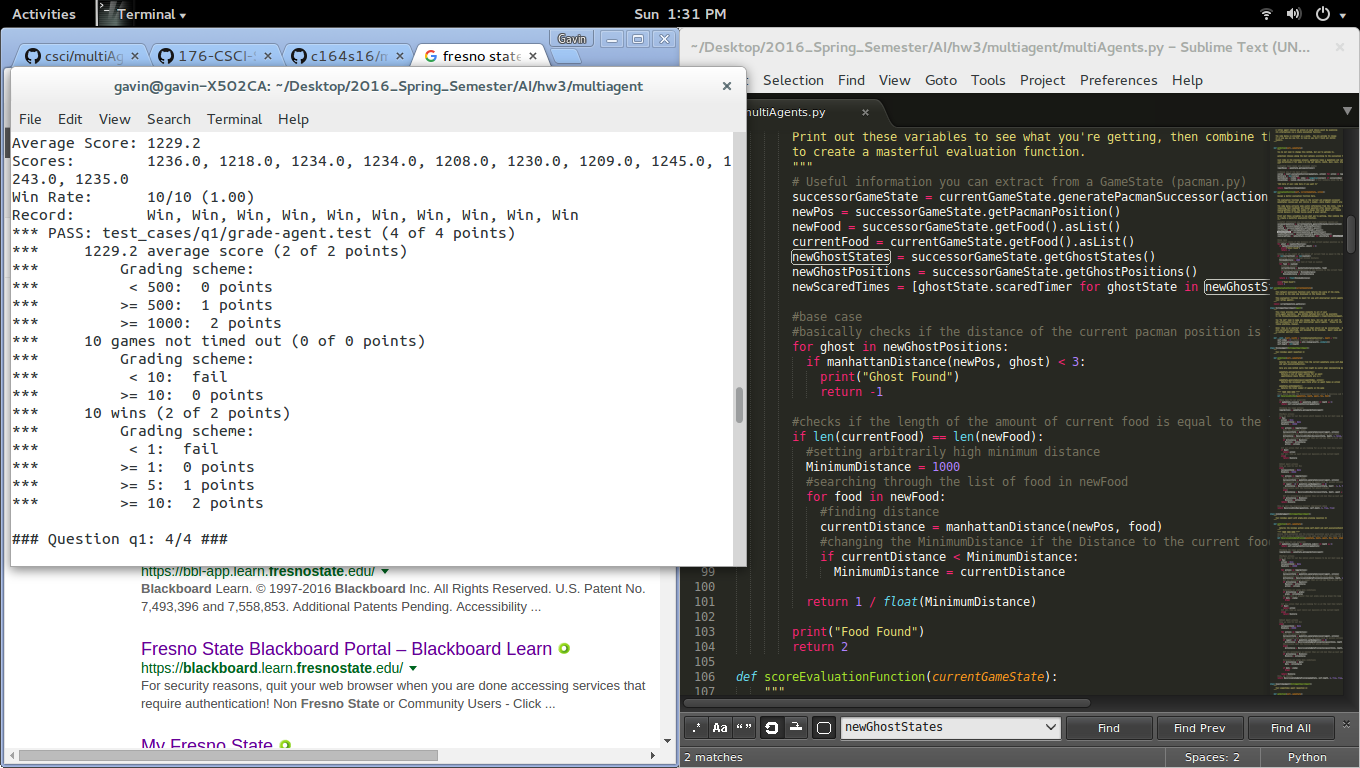 Activities Terminal Sun 1:31 PM
Gavin
csci/multiAg 176-CSCI- c164s16/m fresno state
~/Desktop/2016_Spring_Semester/AI/hw3/multiagent/multiAgents.py – Sublime Text (UN...
gavin@gavin-X502CA: ~/Desktop/2016_Spring_Semester/AI/hw3/multiagent
File Edit View Search Terminal Help
Average Score: 1229.2
Scores: 1236.0, 1218.0, 1234.0, 1234.0, 1208.0, 1230.0, 1209.0, 1245.0, 1
243.0, 1235.0
Win Rate: 10/10 (1.00)
Record: Win, Win, Win, Win, Win, Win, Win, Win, Win, Win
*** PASS: test_cases/q1/grade-agent.test (4 of 4 points)
*** 1229.2 average score (2 of 2 points)
*** Grading scheme:
*** < 500: 0 points
*** >= 500: 1 points
*** >= 1000: 2 points
*** 10 games not timed out (0 of 0 points)
*** Grading scheme:
*** < 10: fail
*** >= 10: 0 points
*** 10 wins (2 of 2 points)
*** Grading scheme:
*** < 1: fail
*** >= 1: 0 points
*** >= 5: 1 points
*** >= 10: 2 points
### Question q1: 4/4 ###
https://bbl-app.learn.fresnostate.edu/
Blackboard Learn. © 1997-2016 Blackboard Inc. All Rights Reserved. U.S. Patent No.
7,493,396 and 7,558,853. Additional Patents Pending. Accessibility ...
Fresno State Blackboard Portal – Blackboard Learn
https://blackboard.learn.fresnostate.edu/
For security reasons, quit your web browser when you are done accessing services that
require authentication! Non Fresno State or Community Users - Click ...
My Fresno State
Selection Find View Goto Tools Project Preferences Help
multiAgents.py
Print out these variables to see what you're getting, then combine th
to create a masterful evaluation function.
"""
# Useful information you can extract from a GameState (pacman.py)
successorGameState = currentGameState.generatePacmanSuccessor(action
newPos = successorGameState.getPacmanPosition()
newFood = successorGameState.getFood().asList()
currentFood = currentGameState.getFood().asList()
newGhostStates = successorGameState.getGhostStates()
newGhostPositions = successorGameState.getGhostPositions()
newScaredTimes = [ghostState.scaredTimer for ghostState in newGhostS
#base case
#basically checks if the distance of the current pacman position is
for ghost in newGhostPositions:
if manhattanDistance(newPos, ghost) < 3:
print("Ghost Found")
return -1
#checks if the length of the amount of current food is equal to the
if len(currentFood) == len(newFood):
#setting arbitrarily high minimum distance
MinimumDistance = 1000
#searching through the list of food in newFood
for food in newFood:
#finding distance
currentDistance = manhattanDistance(newPos, food)
#changing the MinimumDistance if the Distance to the current food
if currentDistance < MinimumDistance:
99 MinimumDistance = currentDistance
100
101 return 1 / float(MinimumDistance)
102
103 print("Food Found")
104 return 2
105
106 def scoreEvaluationFunction(currentGameState):
107 """
.* Aa “ ” newGhostStates Find Find Prev Find All
2 matches Spaces: 2 Python